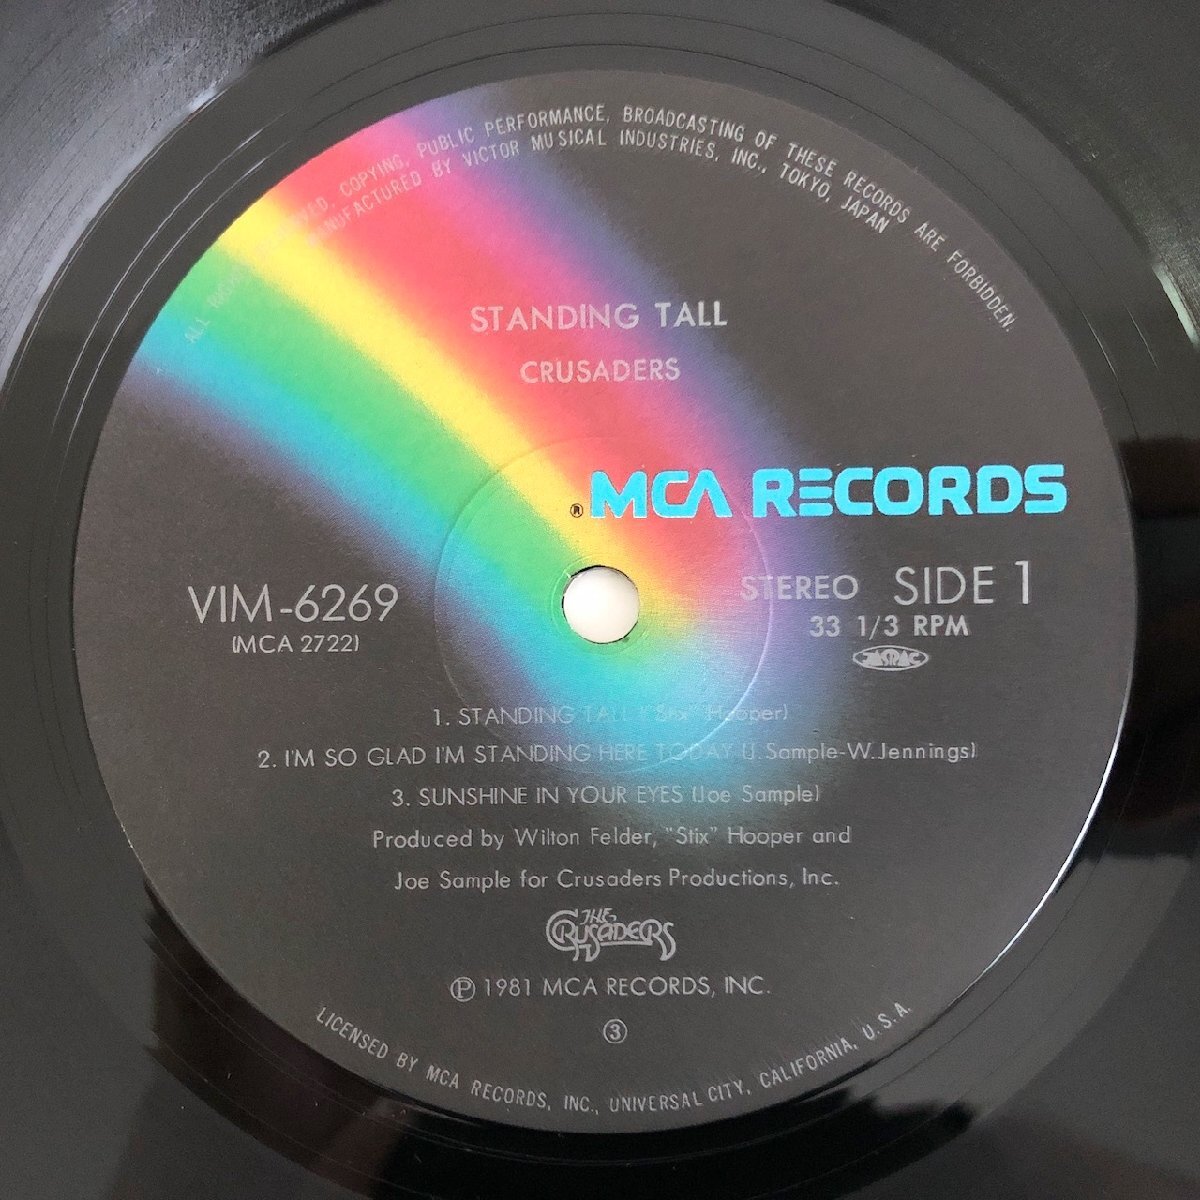 ALL RIGHTS RESERVED. COPYING. PUBLIC PERFORMANCE, BROADCASTING OF THESE RECORDS ARE FORBIDDEN.
MANUFACTURED BY VICTOR MUSICAL INDUSTRIES, INC., TOKYO, JAPAN
STANDING TALL
CRUSADERS
® MCA RECORDS
VIM-6269
(MCA 2722)
STEREO SIDE 1
33 1/3 RPM
JASRAC
1. STANDING TALL ("Stix" Hooper)
2. I'M SO GLAD I'M STANDING HERE TODAY (J.Sample-W.Jennings)
3. SUNSHINE IN YOUR EYES (Joe Sample)
Produced by Wilton Felder, "Stix" Hooper and
Joe Sample for Crusaders Productions, Inc.
THE CRUSADERS
℗ 1981 MCA RECORDS, INC.
③
LICENSED BY MCA RECORDS, INC., UNIVERSAL CITY, CALIFORNIA, U.S.A.